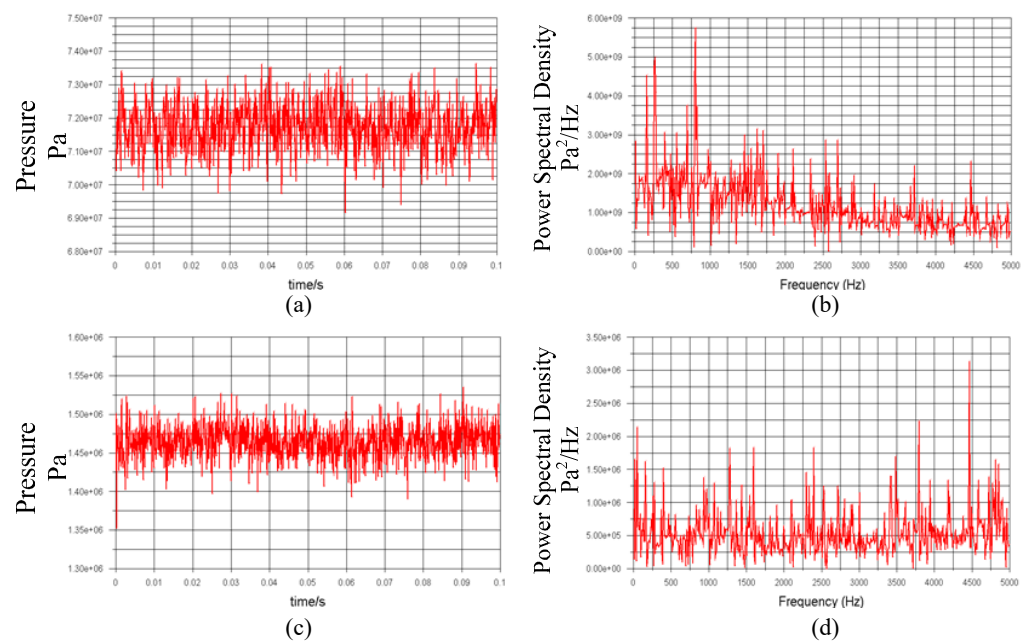 Pressure
Pa
7.50e+07
7.40e+07
7.30e+07
7.20e+07
7.10e+07
7.00e+07
6.90e+07
6.80e+07
0 0.01 0.02 0.03 0.04 0.05 0.06 0.07 0.08 0.09 0.1
time/s
(a)
Power Spectral Density
Pa²/Hz
6.00e+09
5.00e+09
4.00e+09
3.00e+09
2.00e+09
1.00e+09
0.00e+00
0 500 1000 1500 2000 2500 3000 3500 4000 4500 5000
Frequency (Hz)
(b)
Pressure
Pa
1.60e+06
1.55e+06
1.50e+06
1.45e+06
1.40e+06
1.35e+06
1.30e+06
0 0.01 0.02 0.03 0.04 0.05 0.06 0.07 0.08 0.09 0.1
time/s
(c)
Power Spectral Density
Pa²/Hz
3.50e+06
3.00e+06
2.50e+06
2.00e+06
1.50e+06
1.00e+06
5.00e+05
0.00e+00
0 500 1000 1500 2000 2500 3000 3500 4000 4500 5000
Frequency (Hz)
(d)